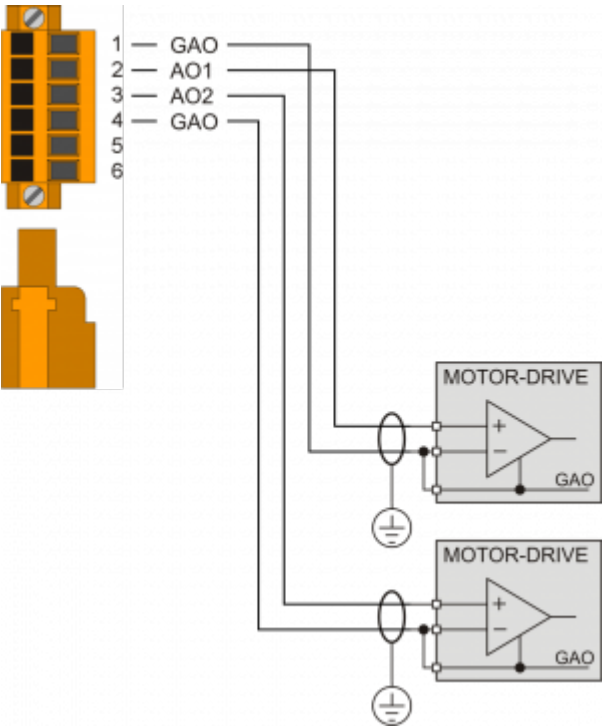 1 — GAO
2 — AO1
3 — AO2
4 — GAO
5
6
MOTOR-DRIVE
+
−
GAO
MOTOR-DRIVE
+
−
GAO